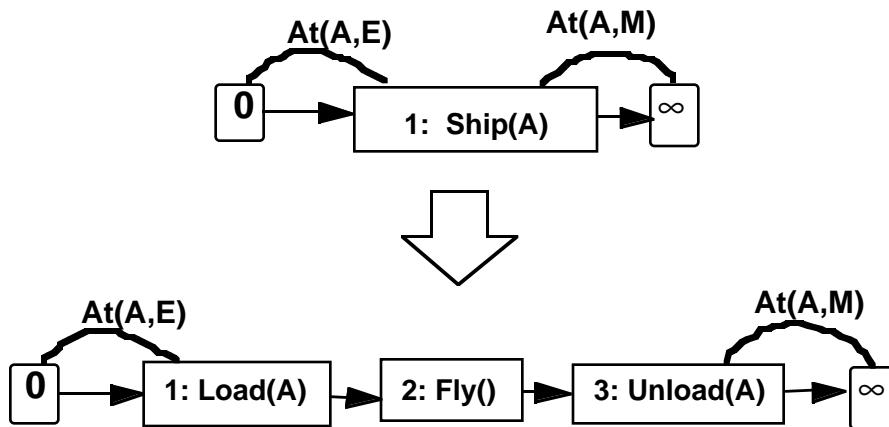 At(A,E)
At(A,M)
0
1: Ship(A)
∞
At(A,E)
At(A,M)
0
1: Load(A)
2: Fly()
3: Unload(A)
∞